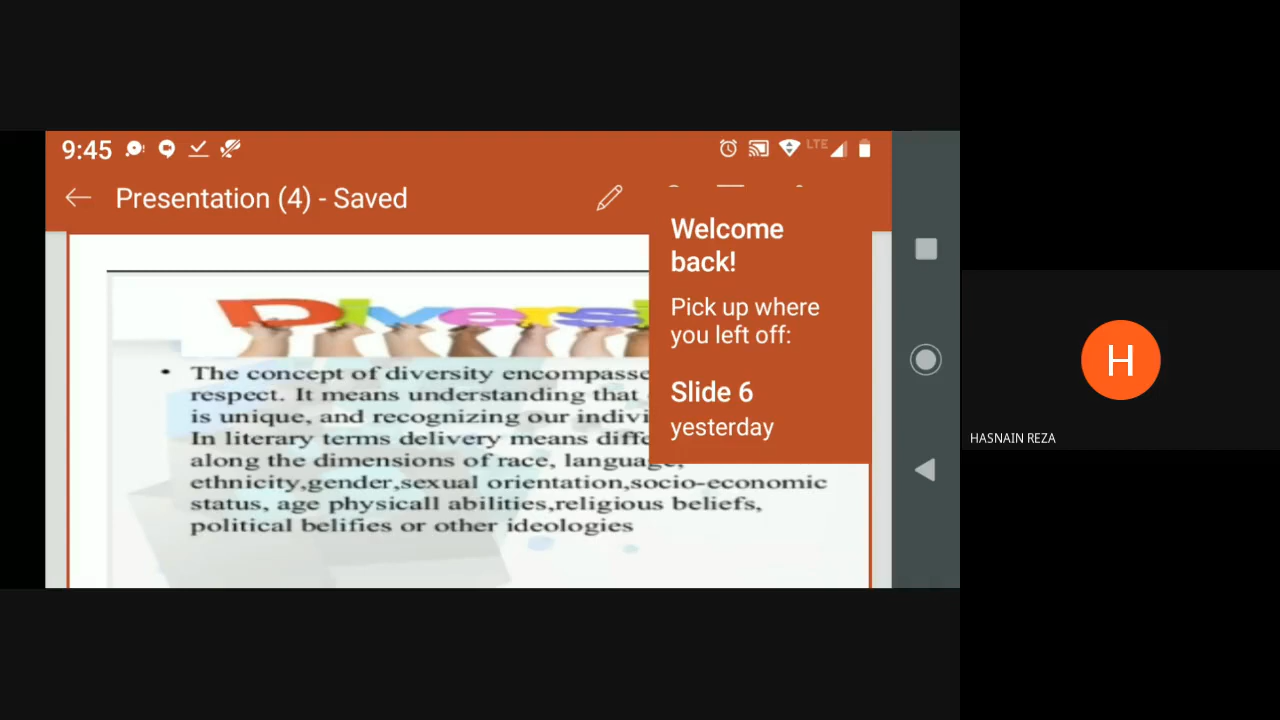 9:45
LTE
Presentation (4) - Saved
Welcome
back!
Pick up where
you left off:
Slide 6
yesterday
Diversi
• The concept of diversity encompasse
respect. It means understanding that
is unique, and recognizing our indivi
In literary terms delivery means diffe
along the dimensions of race, language,
ethnicity,gender,sexual orientation,socio-economic
status, age physicall abilities,religious beliefs,
political belifies or other ideologies
H
HASNAIN REZA